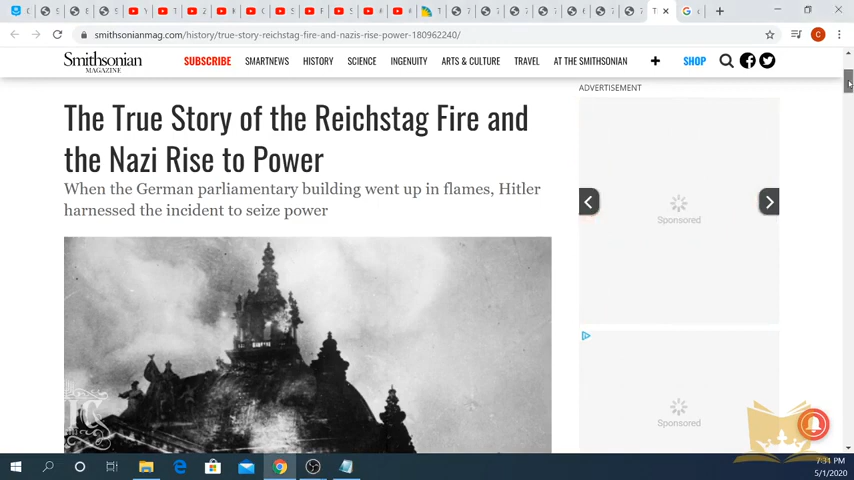 smithsonianmag.com/history/true-story-reichstag-fire-and-nazis-rise-power-180962240/
Smithsonian
MAGAZINE
SUBSCRIBE
SMARTNEWS
HISTORY
SCIENCE
INGENUITY
ARTS & CULTURE
TRAVEL
AT THE SMITHSONIAN
SHOP
ADVERTISEMENT
The True Story of the Reichstag Fire and
the Nazi Rise to Power
When the German parliamentary building went up in flames, Hitler
harnessed the incident to seize power
Sponsored
Sponsored
7:31 PM
5/1/2020